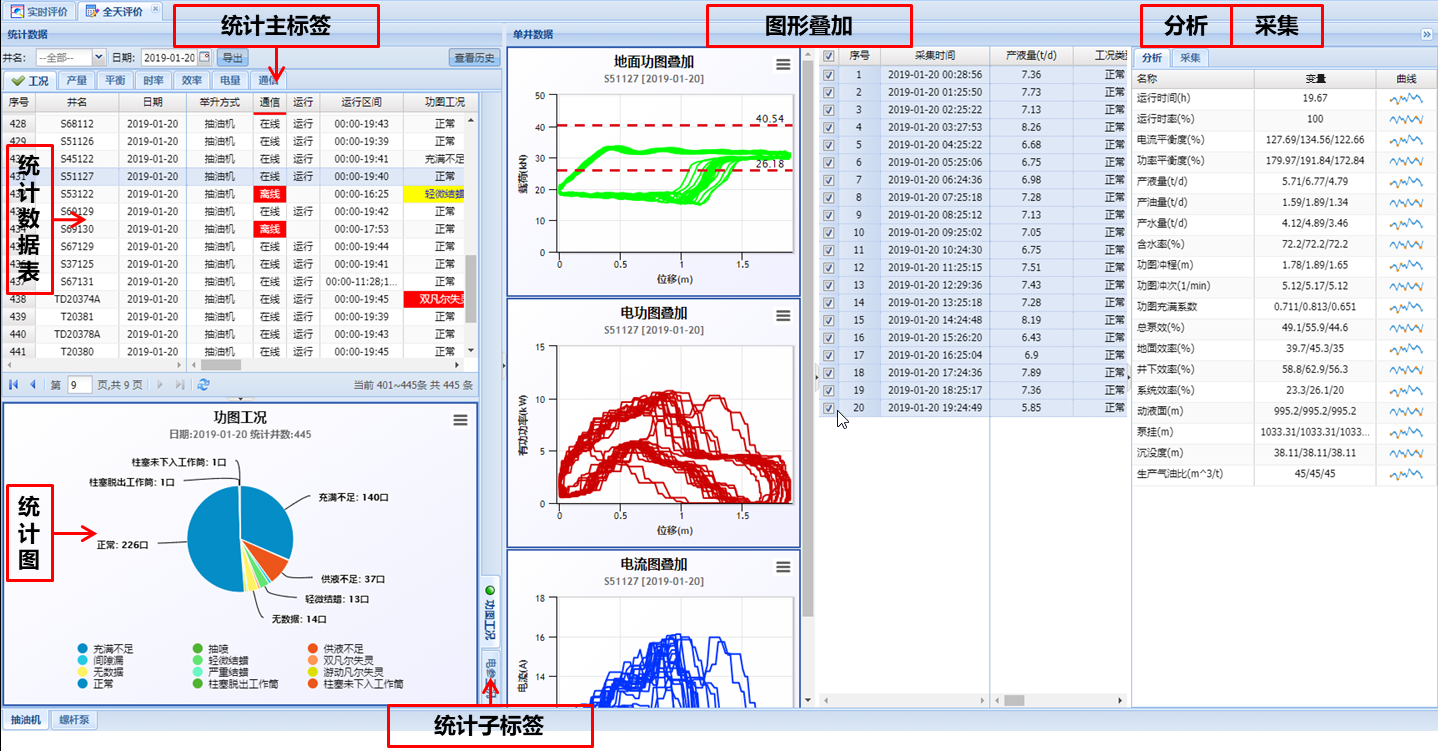 实时评价 全天评价
统计主标签 图形叠加 分析 采集
统计数据 单井数据
井名: --全部-- 日期: 2019-01-20 导出 查看历史
工况 产量 平衡 时率 效率 电量 通信
序号 井名 日期 举升方式 通信 运行 运行区间 功图工况
428 S68112 2019-01-20 抽油机 在线 运行 00:00-19:43 正常
429 S51126 2019-01-20 抽油机 在线 运行 00:00-19:39 正常
S45122 2019-01-20 抽油机 在线 运行 00:00-19:41 充满不足
431 S51127 2019-01-20 抽油机 在线 运行 00:00-19:40 正常
S53122 2019-01-20 抽油机 离线 00:00-16:25 轻微结蜡
S69129 2019-01-20 抽油机 在线 运行 00:00-19:42 正常
434 S69130 2019-01-20 抽油机 离线 00:00-17:53 正常
S67129 2019-01-20 抽油机 在线 运行 00:00-19:44 正常
436 S37125 2019-01-20 抽油机 在线 运行 00:00-19:41 正常
437 S67131 2019-01-20 抽油机 在线 运行 00:00-11:28;1... 正常
438 TD20374A 2019-01-20 抽油机 在线 运行 00:00-19:45 双凡尔失灵
439 T20381 2019-01-20 抽油机 在线 运行 00:00-19:39 正常
440 TD20378A 2019-01-20 抽油机 在线 运行 00:00-19:43 正常
441 T20380 2019-01-20 抽油机 在线 运行 00:00-19:45 正常
统计数据表
第 9 页,共 9 页 当前 401~445条 共 445 条
功图工况
日期:2019-01-20 统计井数:445
柱塞未下入工作筒: 1口
柱塞脱出工作筒: 1口
充满不足: 140口
正常: 226口
供液不足: 37口
轻微结蜡: 13口
无数据: 14口
统计图
充满不足 抽喷 供液不足
间隙漏 轻微结蜡 双凡尔失灵
无数据 严重结蜡 游动凡尔失灵
正常 柱塞脱出工作筒 柱塞未下入工作筒
功图工况
统计子标签
抽油机 螺杆泵
地面功图叠加
S51127 [2019-01-20]
载荷(kN)
50
40
30
20
10
0
40.54
26.18
0 0.5 1 1.5
位移(m)
电功图叠加
S51127 [2019-01-20]
有功功率(kW)
15
10
5
0
0 0.5 1 1.5
位移(m)
电流图叠加
S51127 [2019-01-20]
电流(A)
18
16
14
序号 采集时间 产液量(t/d) 工况类
1 2019-01-20 00:28:56 7.36 正常
2 2019-01-20 01:25:50 7.73 正常
3 2019-01-20 02:25:22 7.13 正常
4 2019-01-20 03:27:53 8.26 正常
5 2019-01-20 04:25:22 6.68 正常
6 2019-01-20 05:25:06 6.75 正常
7 2019-01-20 06:24:36 6.98 正常
8 2019-01-20 07:25:18 7.28 正常
9 2019-01-20 08:25:12 7.13 正常
10 2019-01-20 09:25:02 7.05 正常
11 2019-01-20 10:24:30 6.75 正常
12 2019-01-20 11:25:15 7.51 正常
13 2019-01-20 12:29:36 7.43 正常
14 2019-01-20 13:25:18 7.28 正常
15 2019-01-20 14:24:48 8.19 正常
16 2019-01-20 15:26:20 6.43 正常
17 2019-01-20 16:25:04 6.9 正常
18 2019-01-20 17:24:36 7.89 正常
19 2019-01-20 18:25:17 7.36 正常
20 2019-01-20 19:24:49 5.85 正常
分析 采集
名称 变量 曲线
运行时间(h) 19.67
运行时率(%) 100
电流平衡度(%) 127.69/134.56/122.66
功率平衡度(%) 179.97/191.84/172.84
产液量(t/d) 5.71/6.77/4.79
产油量(t/d) 1.59/1.89/1.34
产水量(t/d) 4.12/4.89/3.46
含水率(%) 72.2/72.2/72.2
功图冲程(m) 1.78/1.89/1.65
功图冲次(1/min) 5.12/5.17/5.12
功图充满系数 0.711/0.813/0.651
总泵效(%) 49.1/55.9/44.6
地面效率(%) 39.7/45.3/35
井下效率(%) 58.8/62.9/56.3
系统效率(%) 23.3/26.1/20
动液面(m) 995.2/995.2/995.2
泵挂(m) 1033.31/1033.31/1033...
沉没度(m) 38.11/38.11/38.11
生产气油比(m^3/t) 45/45/45